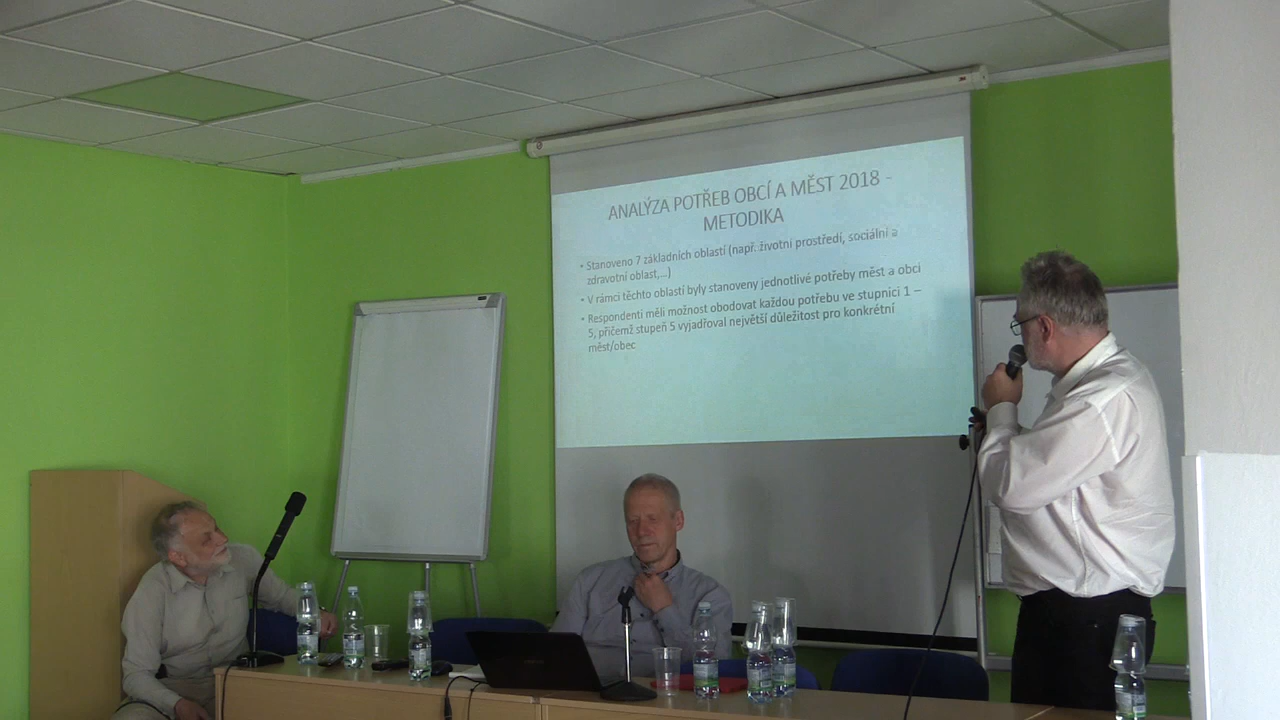 ANALÝZA POTŘEB OBCÍ A MĚST 2018 -
METODIKA
• Stanoveno 7 základních oblastí (např. životní prostředí, sociální a
zdravotní oblast,...)
• V rámci těchto oblastí byly stanoveny jednotlivé potřeby měst a obcí
• Respondenti měli možnost obodovat každou potřebu ve stupnici 1 –
5, přičemž stupeň 5 vyjadřoval největší důležitost pro konkrétní
měst/obec